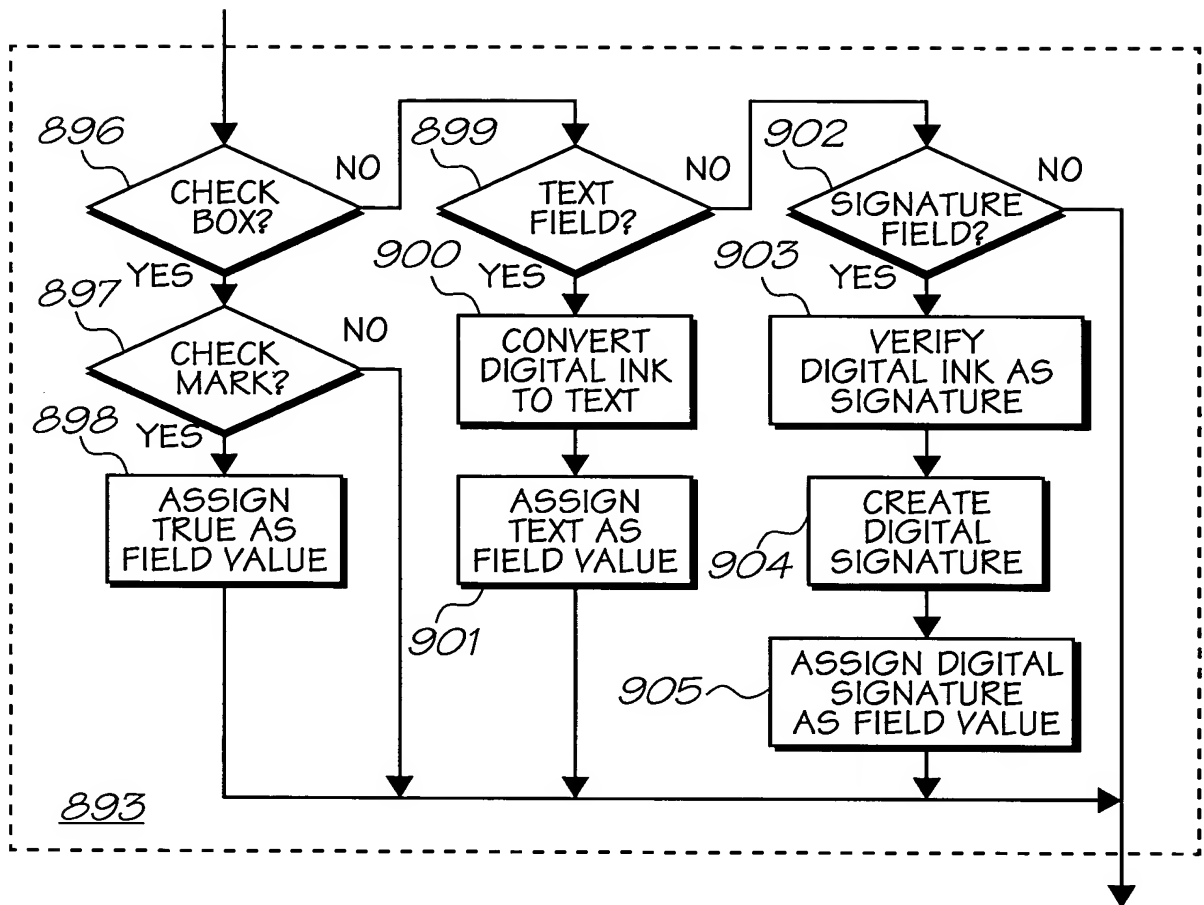 896
CHECK
BOX?
NO
YES
897
CHECK
MARK?
NO
YES
898
ASSIGN
TRUE AS
FIELD VALUE
899
TEXT
FIELD?
NO
YES
900
CONVERT
DIGITAL INK
TO TEXT
ASSIGN
TEXT AS
FIELD VALUE
901
902
SIGNATURE
FIELD?
NO
YES
903
VERIFY
DIGITAL INK AS
SIGNATURE
CREATE
DIGITAL
SIGNATURE
904
ASSIGN DIGITAL
SIGNATURE
AS FIELD VALUE
905
893